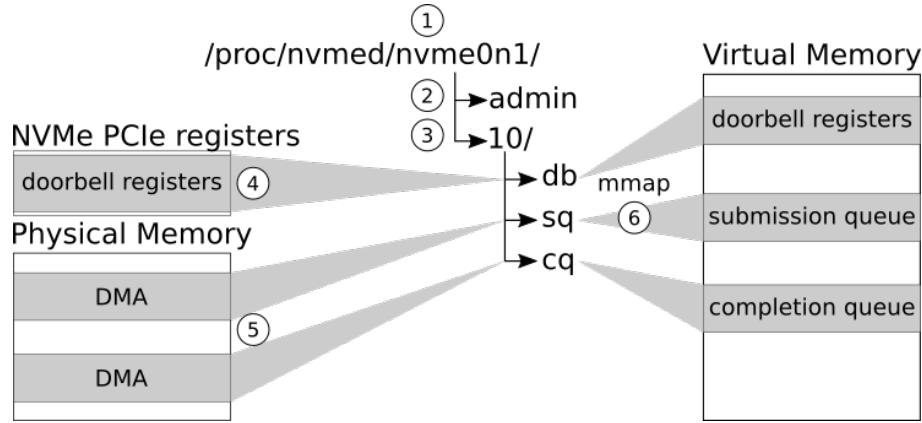 1
/proc/nvmed/nvme0n1/
2
admin
3
10/
NVMe PCIe registers
doorbell registers
4
Physical Memory
DMA
5
DMA
db
sq
cq
mmap
6
Virtual Memory
doorbell registers
submission queue
completion queue